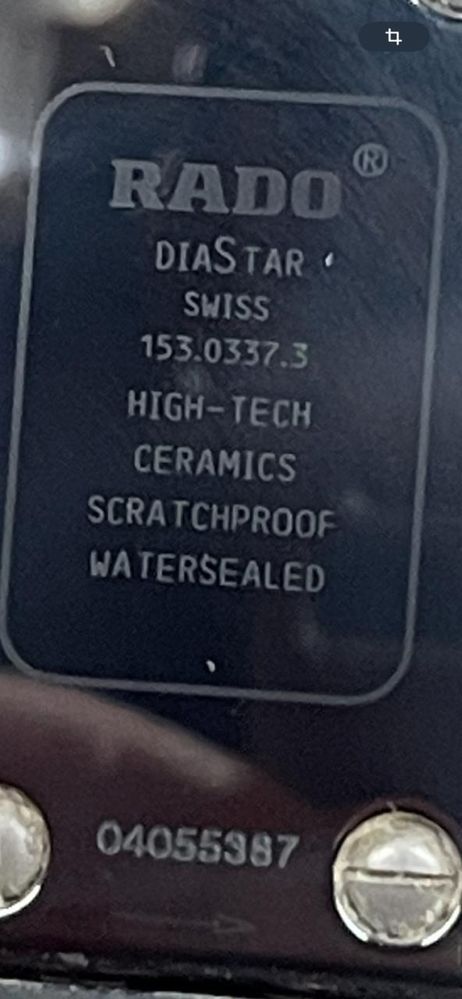 RADO®
DIASTAR
SWISS
153.0337.3
HIGH-TECH
CERAMICS
SCRATCHPROOF
WATERSEALED
04055387